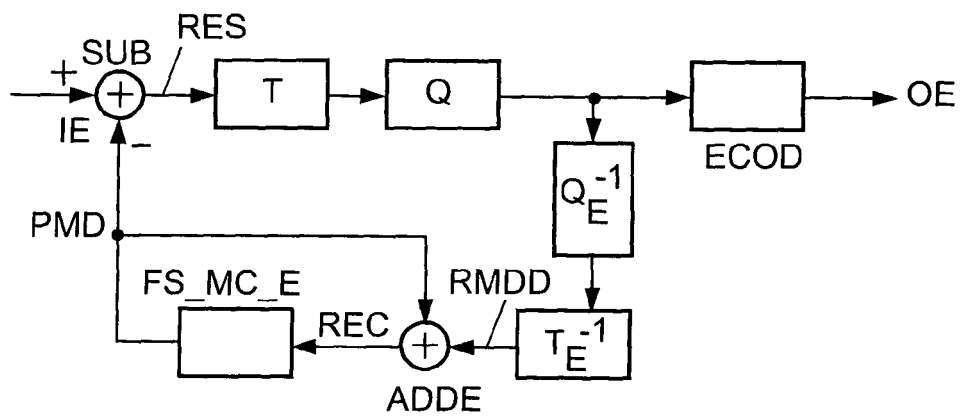 RES
SUB
+
+
IE
−
T
Q
ECOD
OE
Q_E^-1
PMD
FS_MC_E
REC
RMDD
+
ADDE
T_E^-1